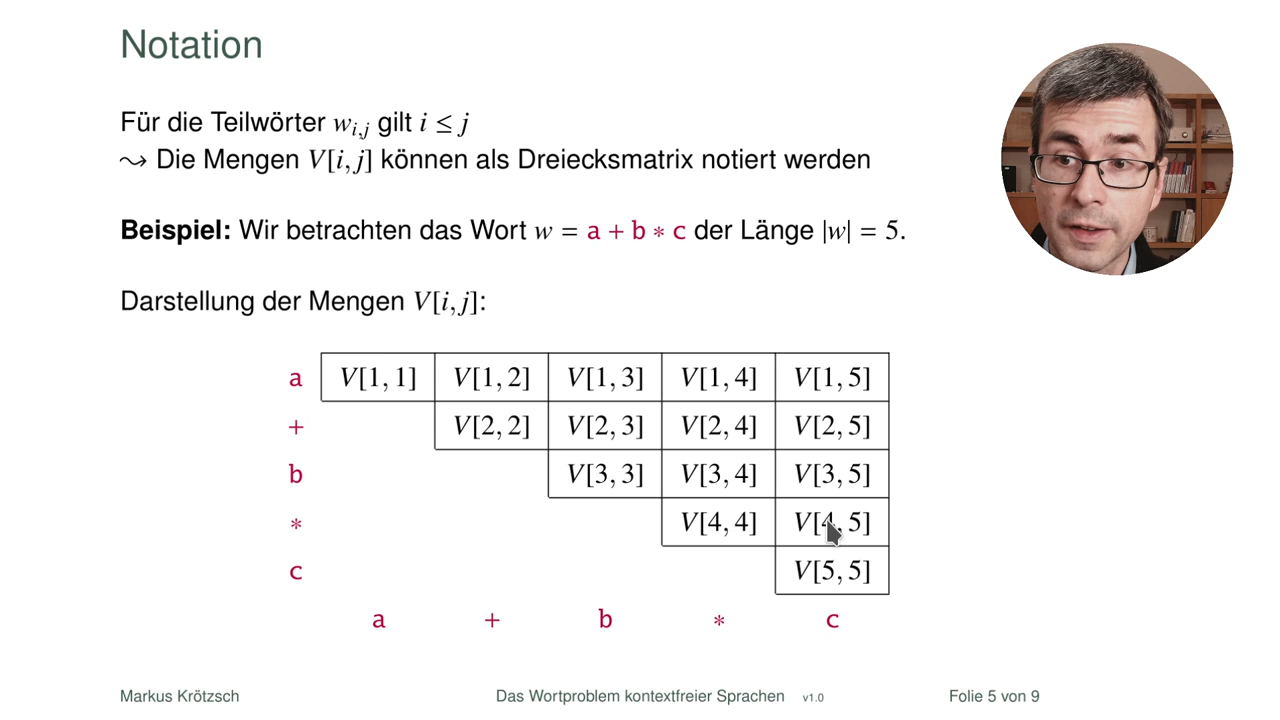 Notation
Für die Teilwörter w_{i,j} gilt i ≤ j
⇝ Die Mengen V[i, j] können als Dreiecksmatrix notiert werden
Beispiel: Wir betrachten das Wort w = a + b * c der Länge |w| = 5.
Darstellung der Mengen V[i, j]:
a V[1, 1] V[1, 2] V[1, 3] V[1, 4] V[1, 5]
+ V[2, 2] V[2, 3] V[2, 4] V[2, 5]
b V[3, 3] V[3, 4] V[3, 5]
* V[4, 4] V[4, 5]
c V[5, 5]
a + b * c
Markus Krötzsch Das Wortproblem kontextfreier Sprachen v1.0 Folie 5 von 9